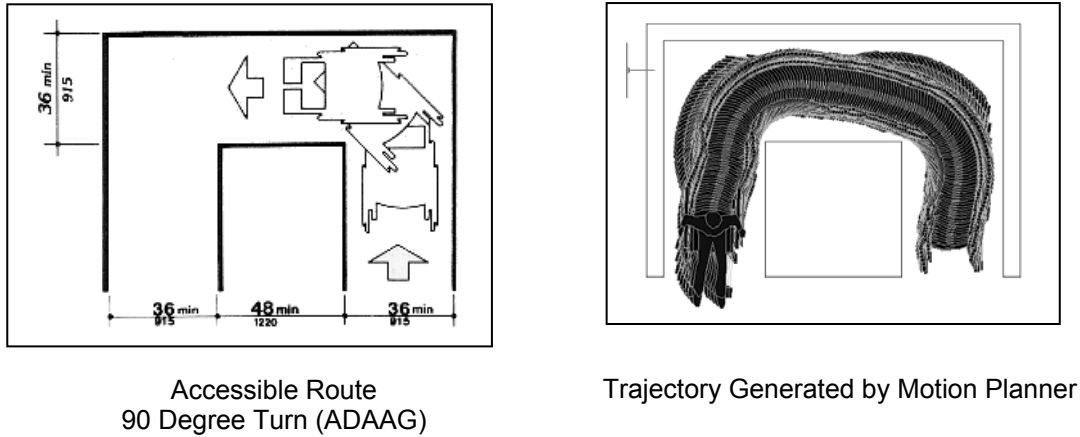 36 min
915
36 min
915
48 min
1220
36 min
915
Accessible Route
90 Degree Turn (ADAAG)
Trajectory Generated by Motion Planner